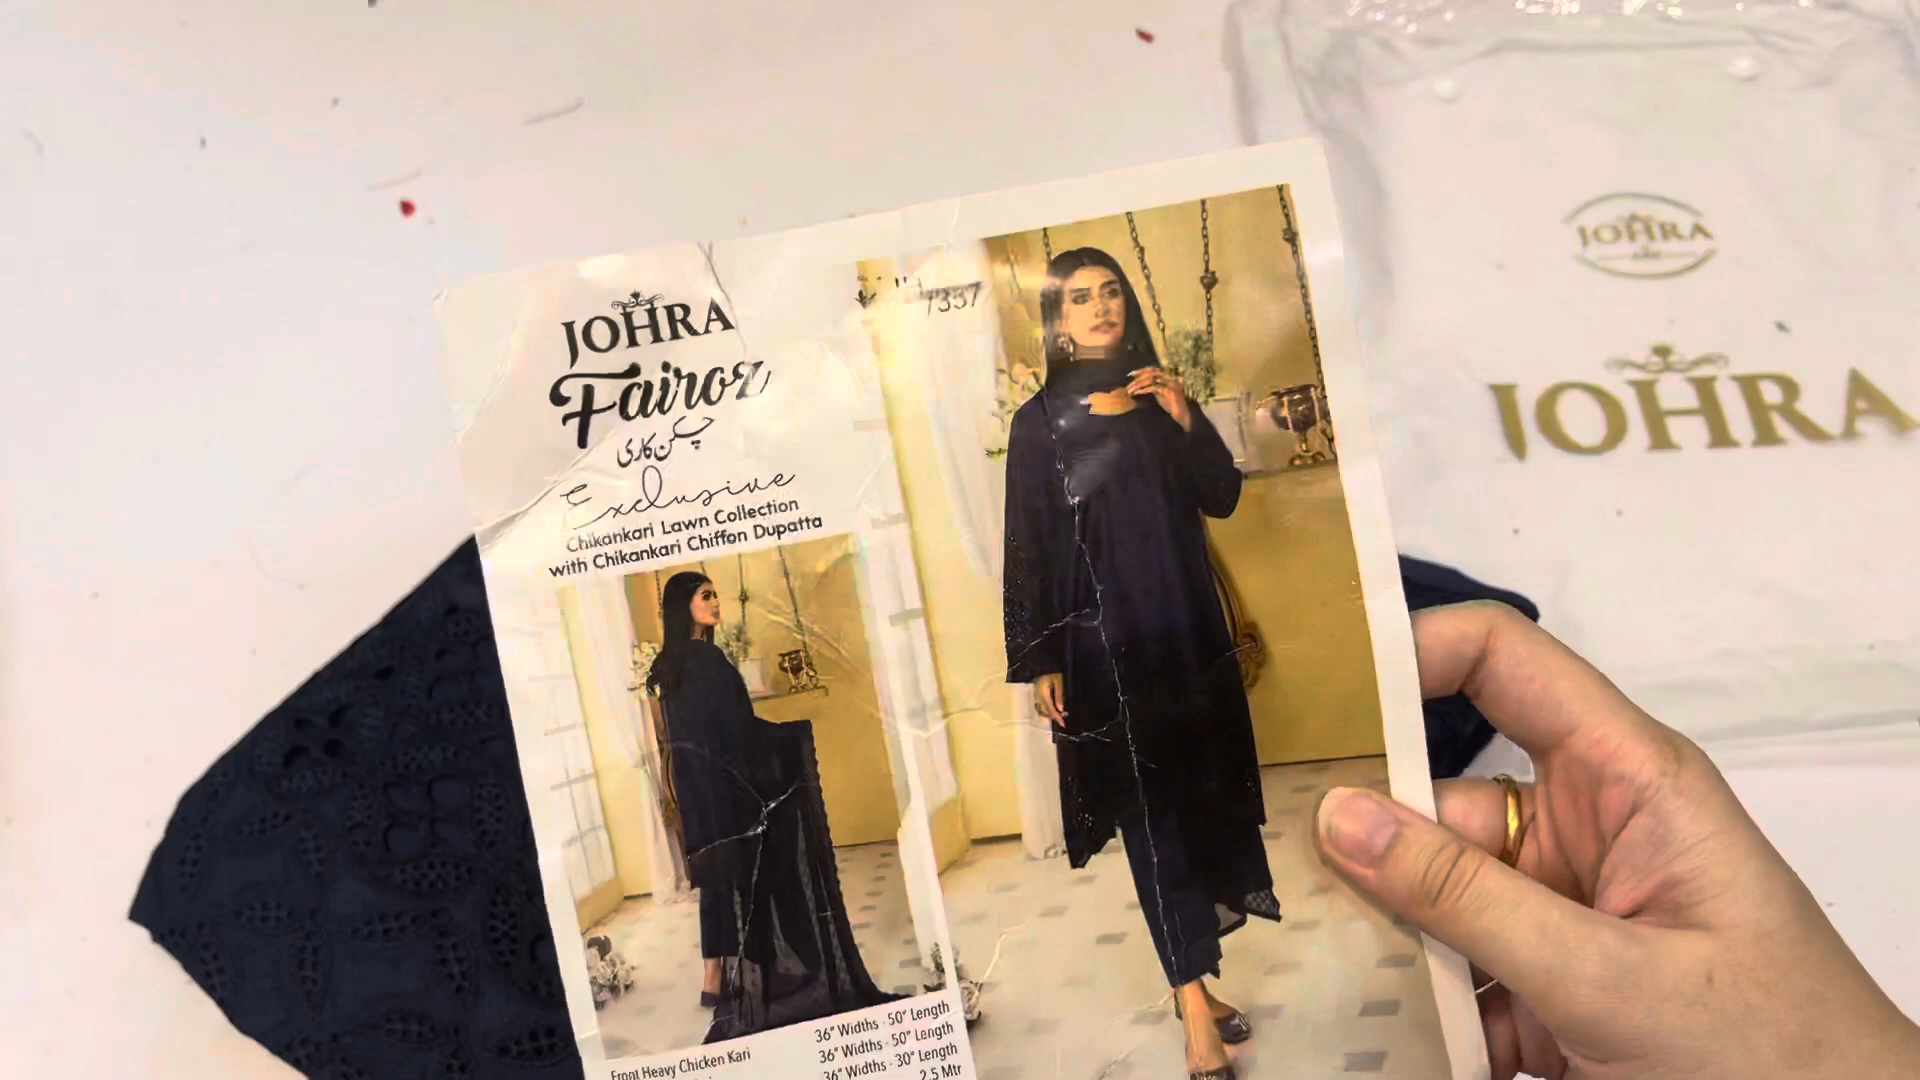 JOHRA
Fairoz
چکن کاری
Exclusive
Chikankari Lawn Collection
with Chikankari Chiffon Dupatta
Front Heavy Chicken Kari
36" Widths - 50" Length
36" Widths - 50" Length
36" Widths - 30" Length
2.5 Mtr
JOHRA
JOHRA